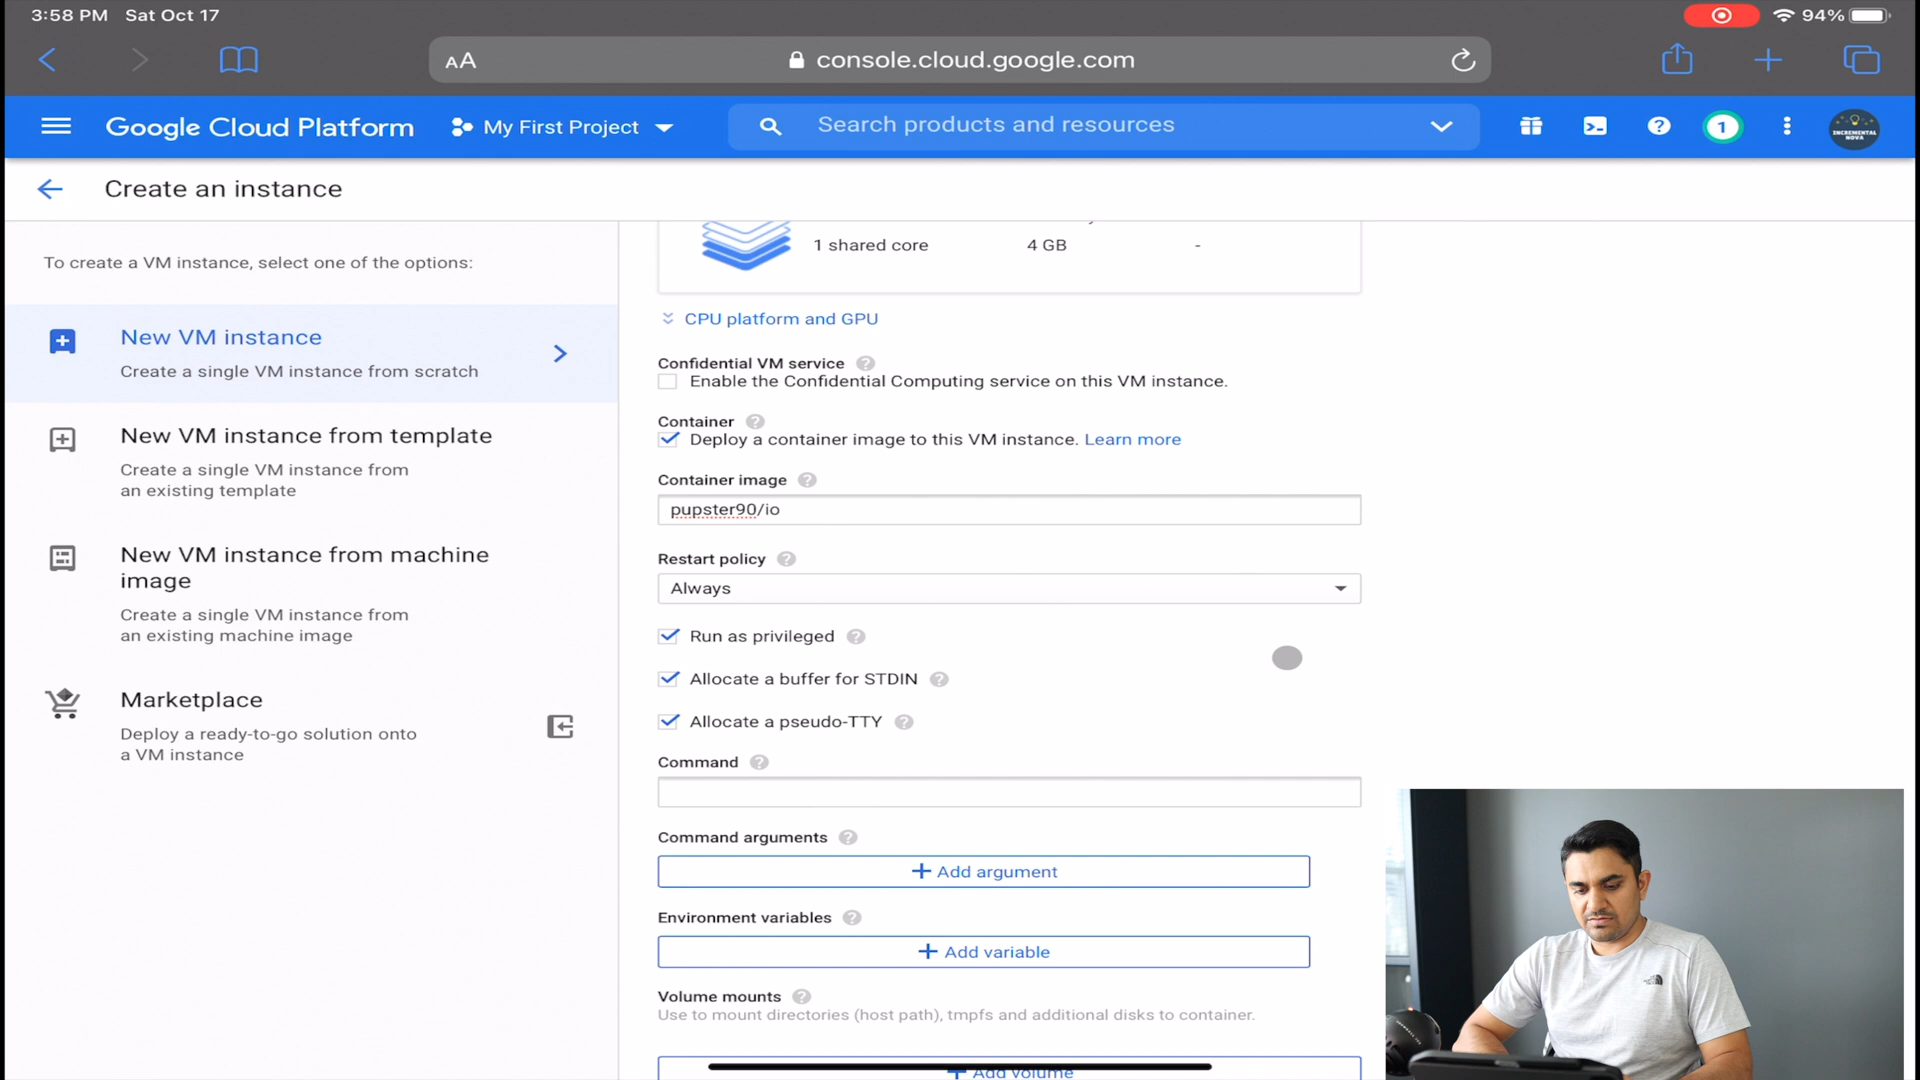 3:58 PM Sat Oct 17
94%
AA
console.cloud.google.com
Google Cloud Platform
My First Project
Search products and resources
1
INCREMENTAL
NOVA
Create an instance
To create a VM instance, select one of the options:
New VM instance
Create a single VM instance from scratch
New VM instance from template
Create a single VM instance from
an existing template
New VM instance from machine
image
Create a single VM instance from
an existing machine image
Marketplace
Deploy a ready-to-go solution onto
a VM instance
1 shared core 4 GB -
CPU platform and GPU
Confidential VM service ?
Enable the Confidential Computing service on this VM instance.
Container ?
Deploy a container image to this VM instance. Learn more
Container image ?
pupster90/io
Restart policy ?
Always
Run as privileged ?
Allocate a buffer for STDIN ?
Allocate a pseudo-TTY ?
Command ?
Command arguments ?
+ Add argument
Environment variables ?
+ Add variable
Volume mounts ?
Use to mount directories (host path), tmpfs and additional disks to container.
+ Add volume